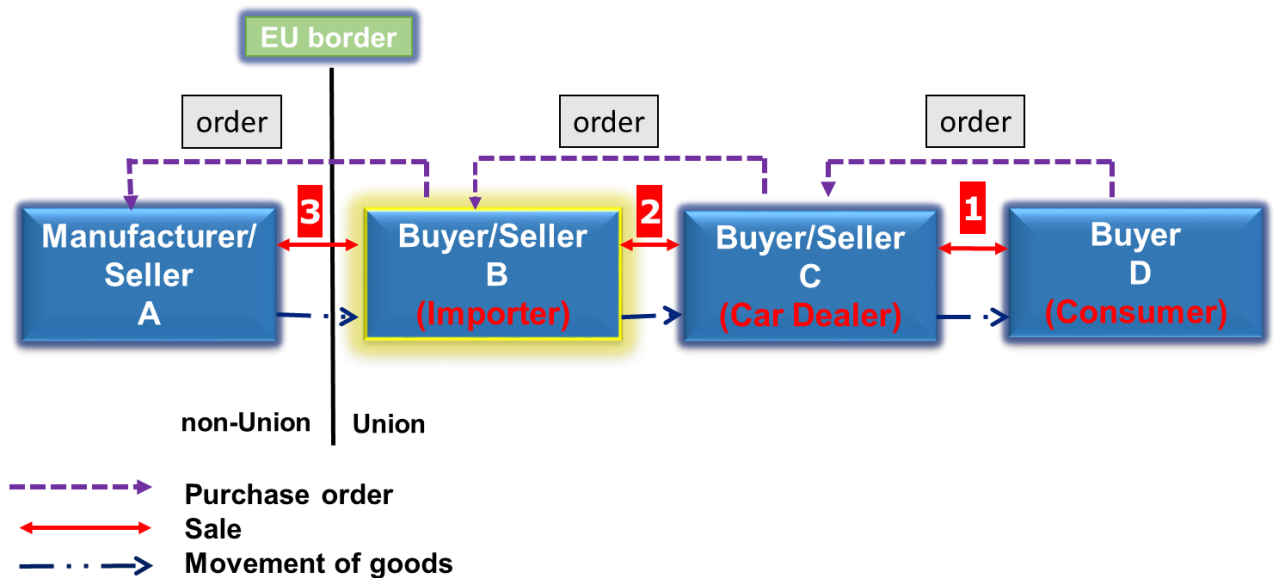 EU border
order
order
order
3
2
1
Manufacturer/
Seller
A
Buyer/Seller
B
(Importer)
Buyer/Seller
C
(Car Dealer)
Buyer
D
(Consumer)
non-Union
Union
Purchase order
Sale
Movement of goods